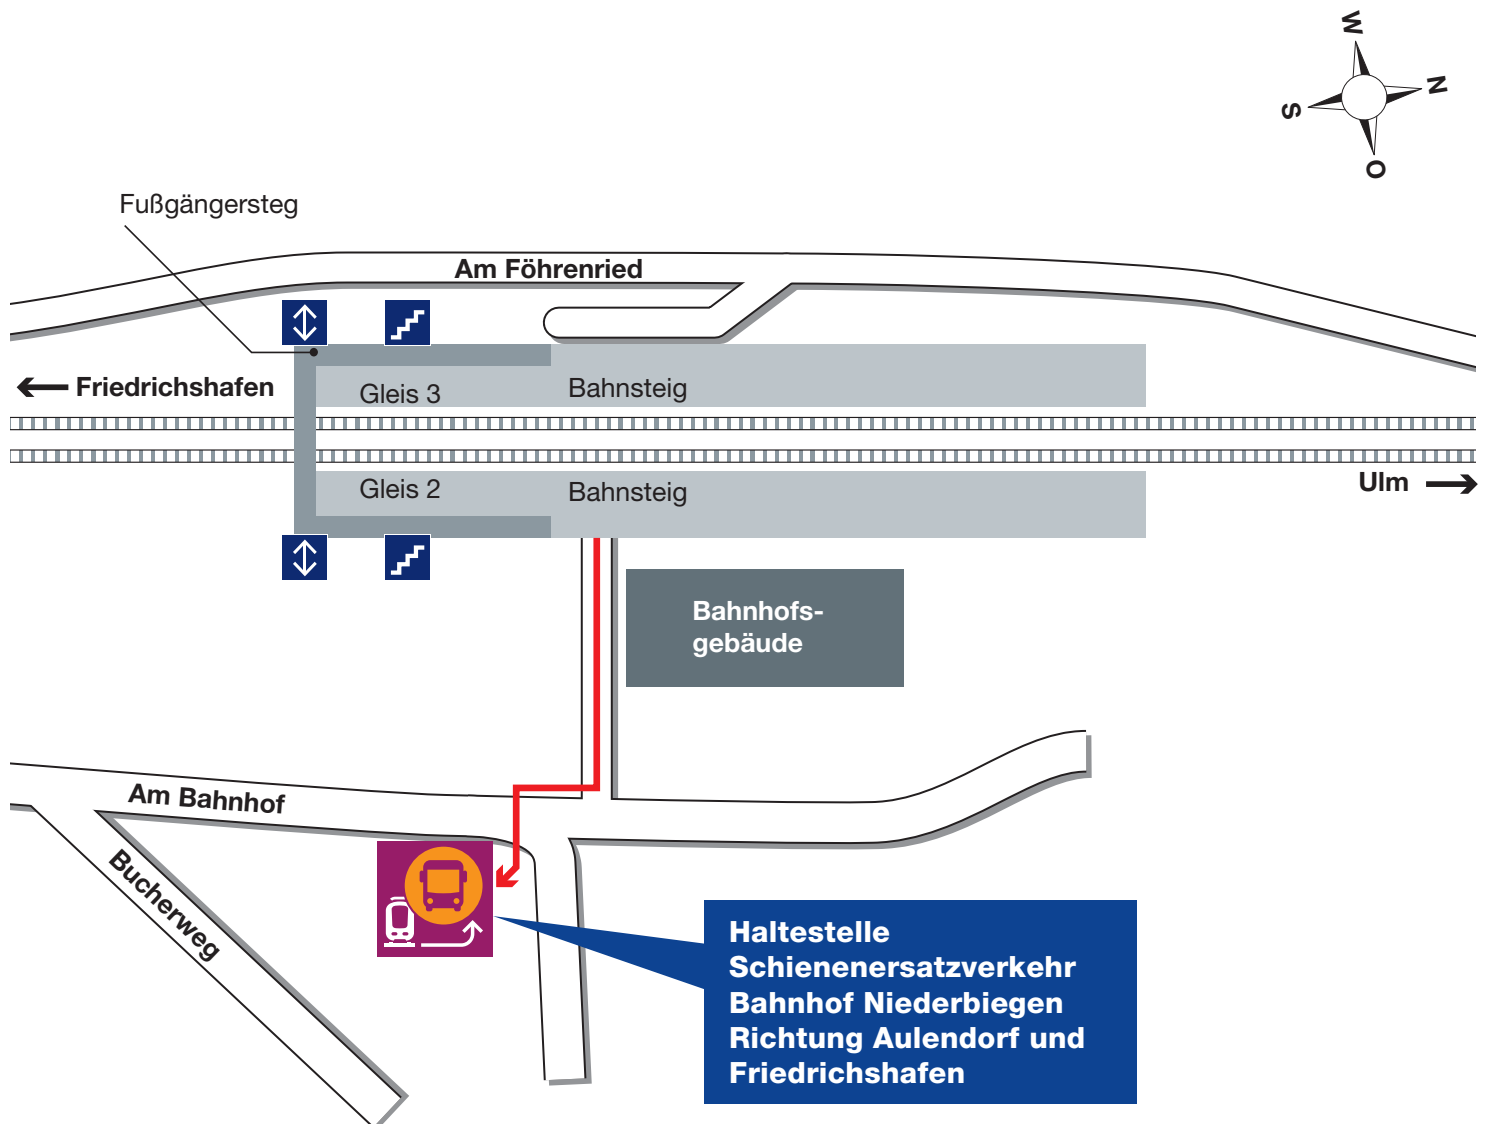 W
N
S
O
Fußgängersteg
Am Föhrenried
Friedrichshafen
Gleis 3
Bahnsteig
Gleis 2
Bahnsteig
Ulm
Bahnhofs-
gebäude
Am Bahnhof
Bucherweg
Haltestelle
Schienenersatzverkehr
Bahnhof Niederbiegen
Richtung Aulendorf und
Friedrichshafen